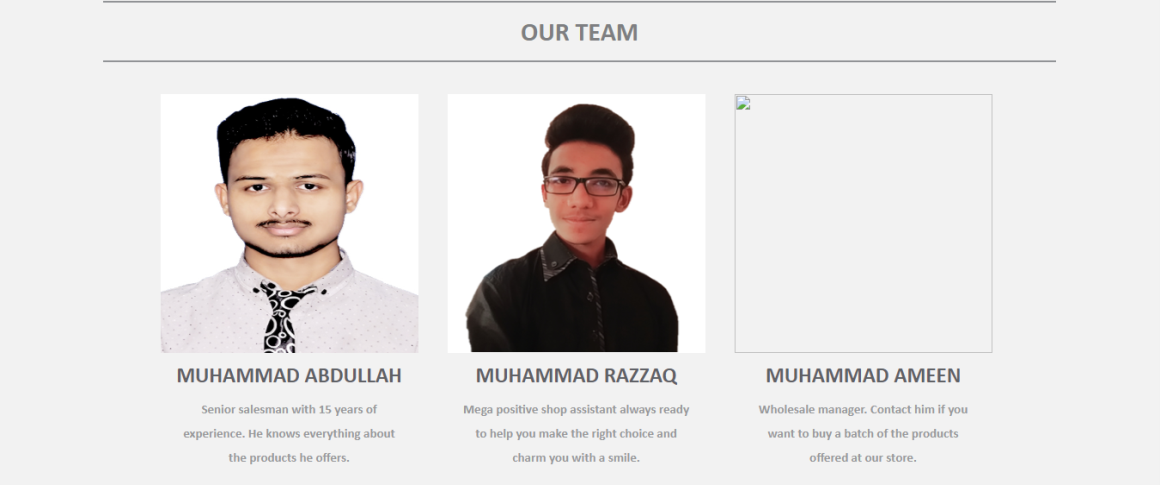 OUR TEAM
MUHAMMAD ABDULLAH
Senior salesman with 15 years of
experience. He knows everything about
the products he offers.
MUHAMMAD RAZZAQ
Mega positive shop assistant always ready
to help you make the right choice and
charm you with a smile.
MUHAMMAD AMEEN
Wholesale manager. Contact him if you
want to buy a batch of the products
offered at our store.